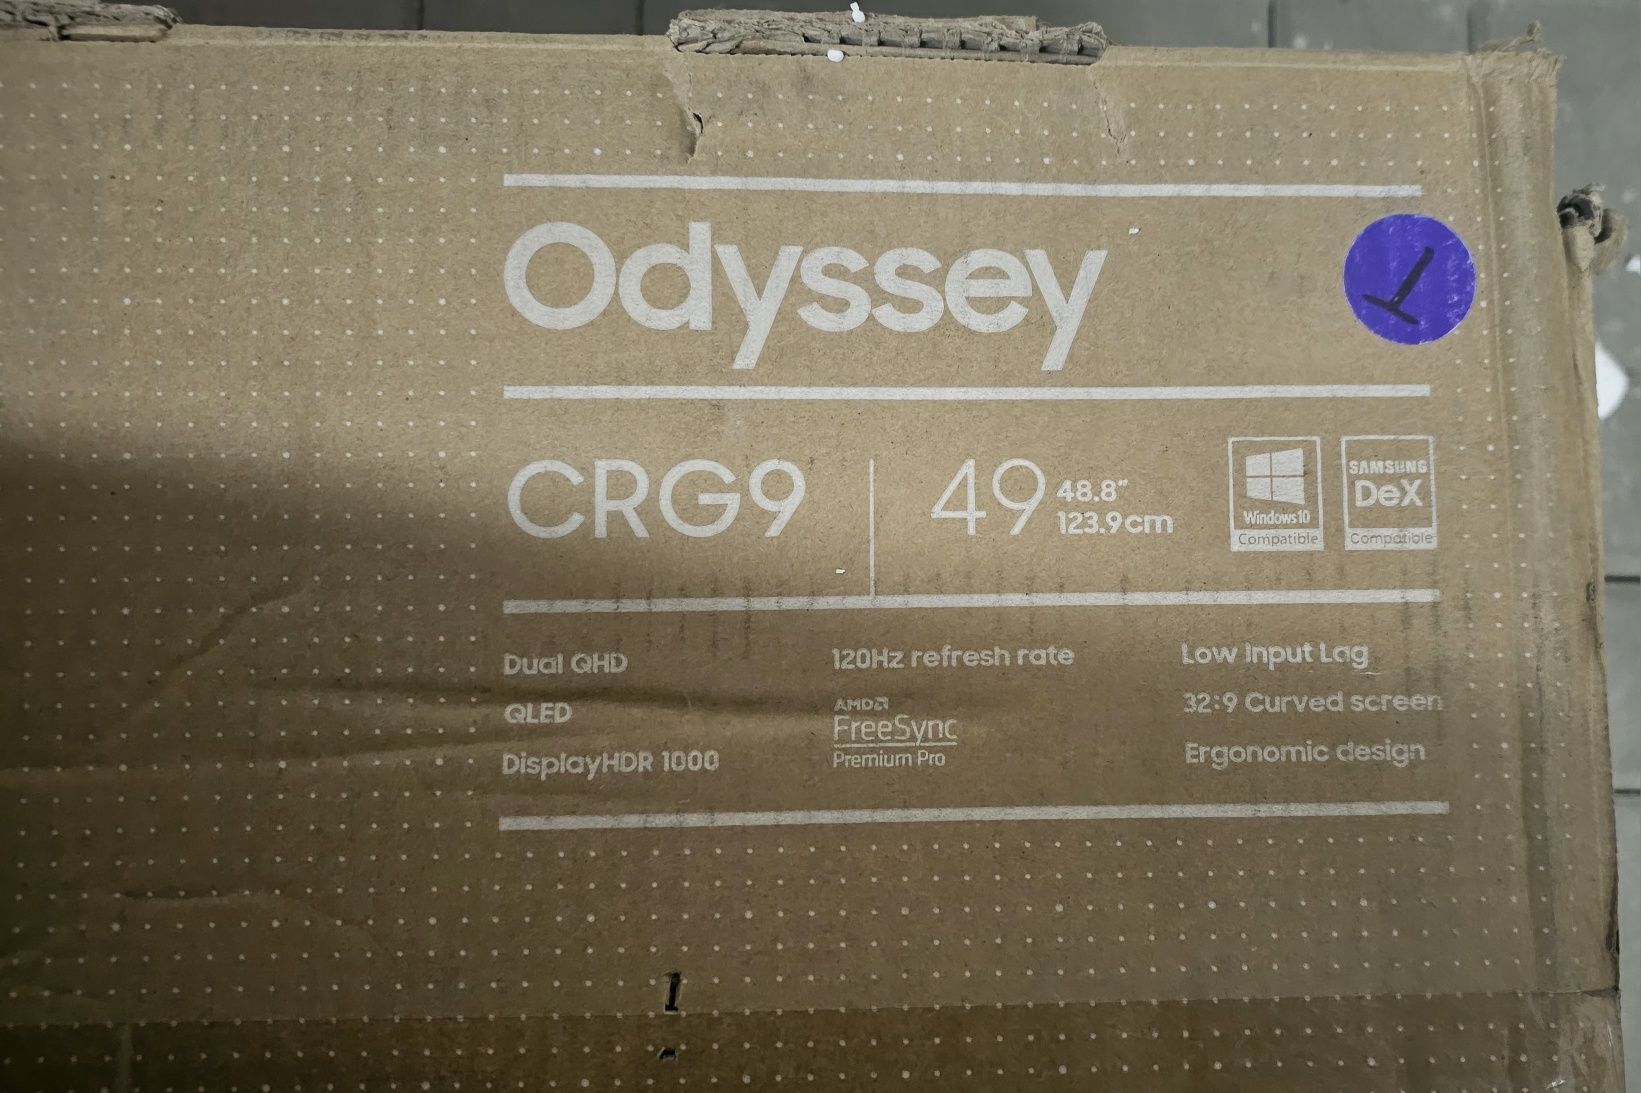 Odyssey
CRG9
49
48.8"
123.9cm
Windows10
Compatible
SAMSUNG
DeX
Compatible
Dual QHD
120Hz refresh rate
Low Input Lag
QLED
AMD
FreeSync
Premium Pro
32:9 Curved screen
DisplayHDR 1000
Ergonomic design